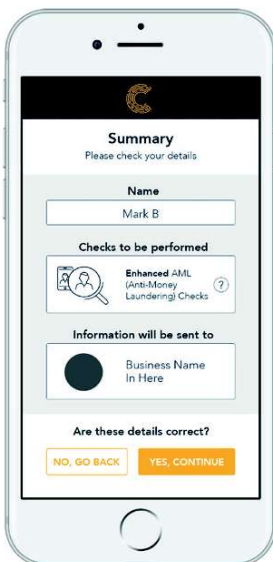 Summary
Please check your details
Name
Mark B
Checks to be performed
Enhanced AML
(Anti-Money
Laundering) Checks
?
Information will be sent to
Business Name
In Here
Are these details correct?
NO, GO BACK
YES, CONTINUE